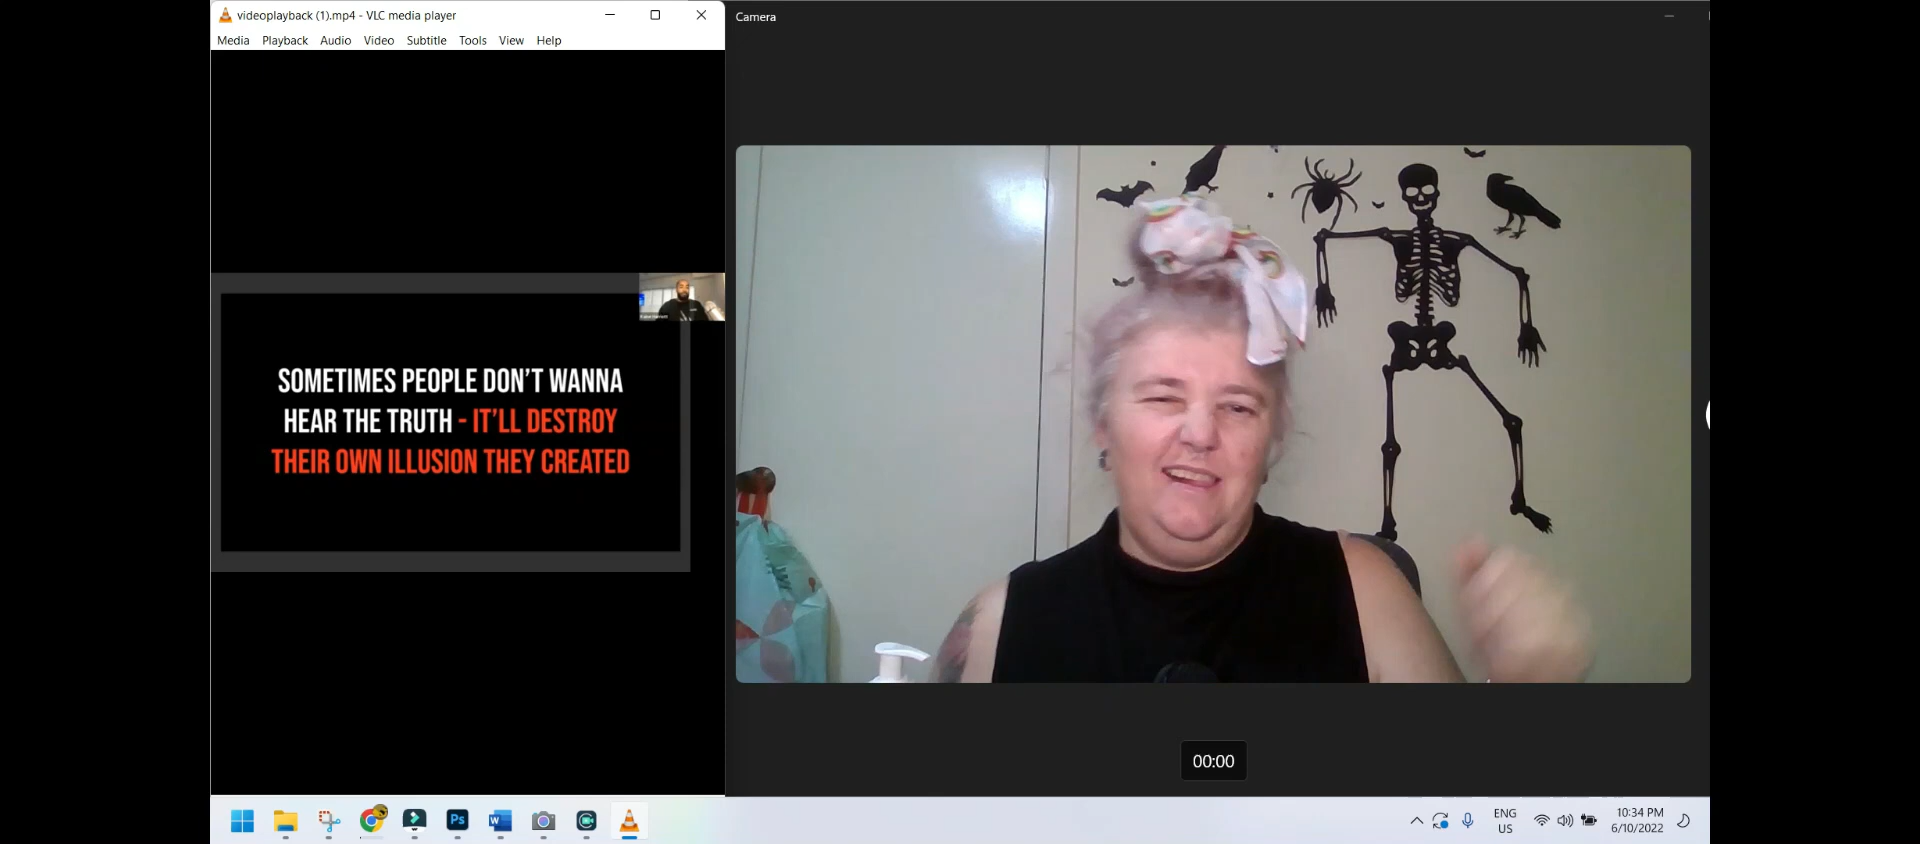 videoplayback (1).mp4 - VLC media player
Media Playback Audio Video Subtitle Tools View Help
Camera
SOMETIMES PEOPLE DON'T WANNA
HEAR THE TRUTH - IT'LL DESTROY
THEIR OWN ILLUSION THEY CREATED
00:00
Ps
W
ENG
US
10:34 PM
6/10/2022